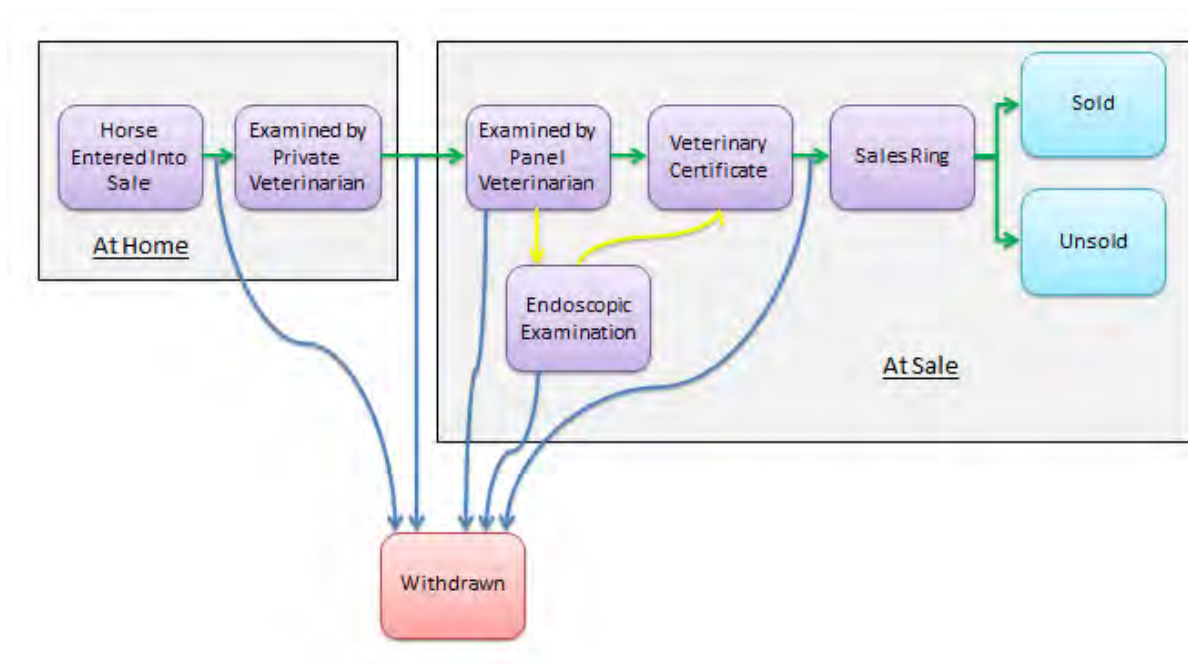 Horse
Entered Into
Sale
Examined by
Private
Veterinarian
At Home
Examined by
Panel
Veterinarian
Veterinary
Certificate
Sales Ring
Sold
Unsold
Endoscopic
Examination
At Sale
Withdrawn